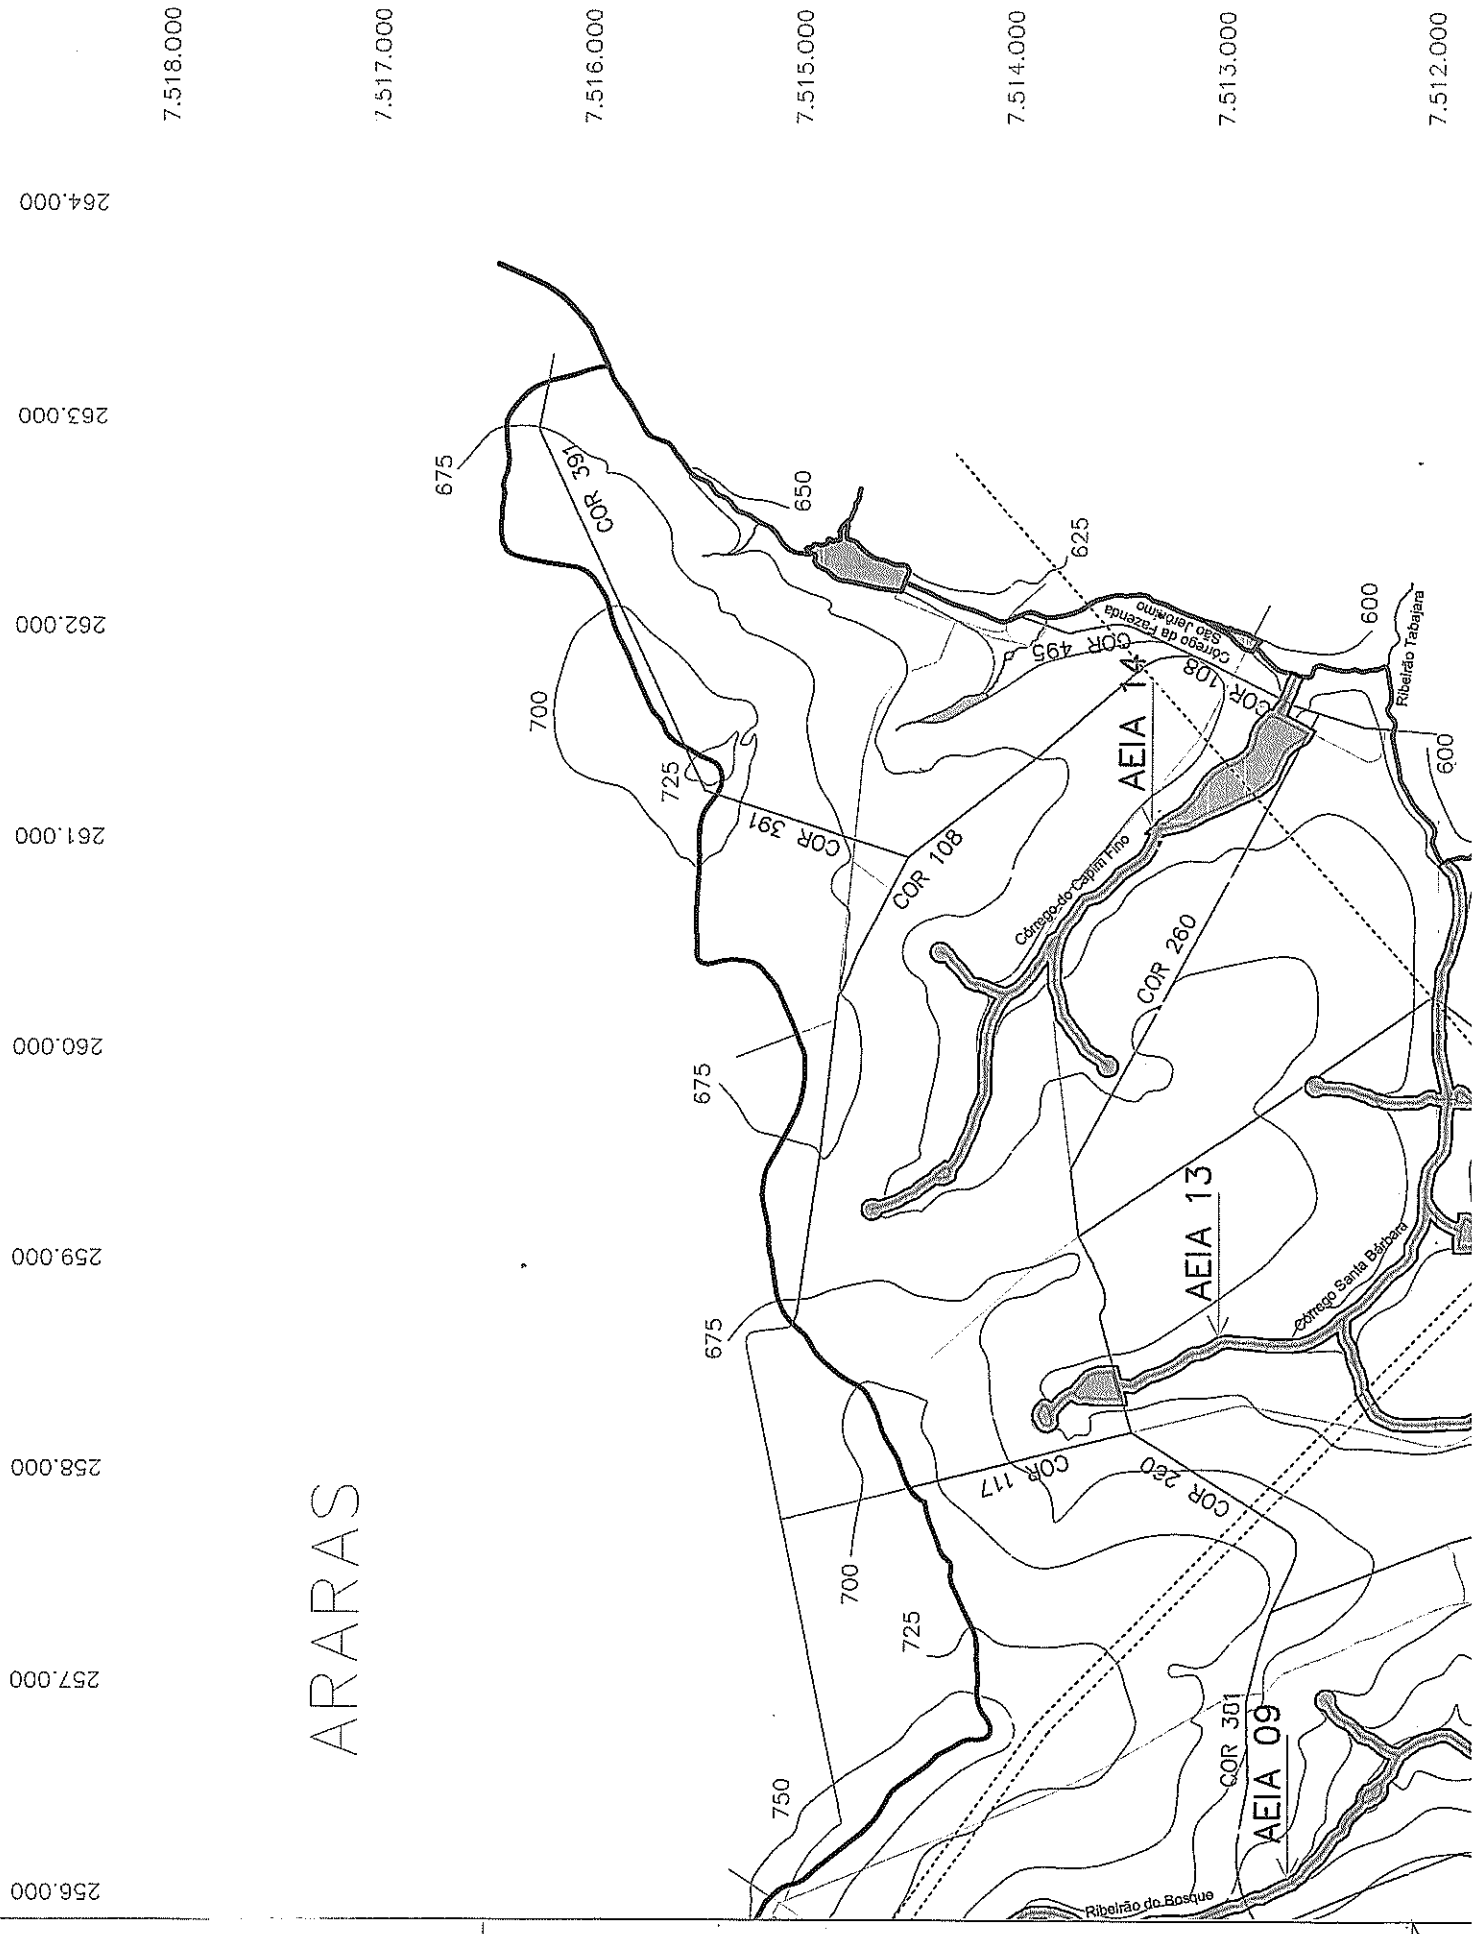 7.518.000
7.517.000
7.516.000
7.515.000
7.514.000
7.513.000
7.512.000
264.000
263.000
262.000
261.000
260.000
259.000
258.000
257.000
256.000
ARARAS
675
COR 391
650
625
700
725
COR 391
COR 108
COR 495
Córrego da Fazenda
São Jerônimo
COR 108
600
Ribeirão Tabajara
600
AEIA 14
Córrego do Capim Fino
COR 260
675
AEIA 13
Córrego Santa Bárbara
675
700
COR 117
COR 260
700
725
750
COR 381
AEIA 09
Ribeirão do Bosque